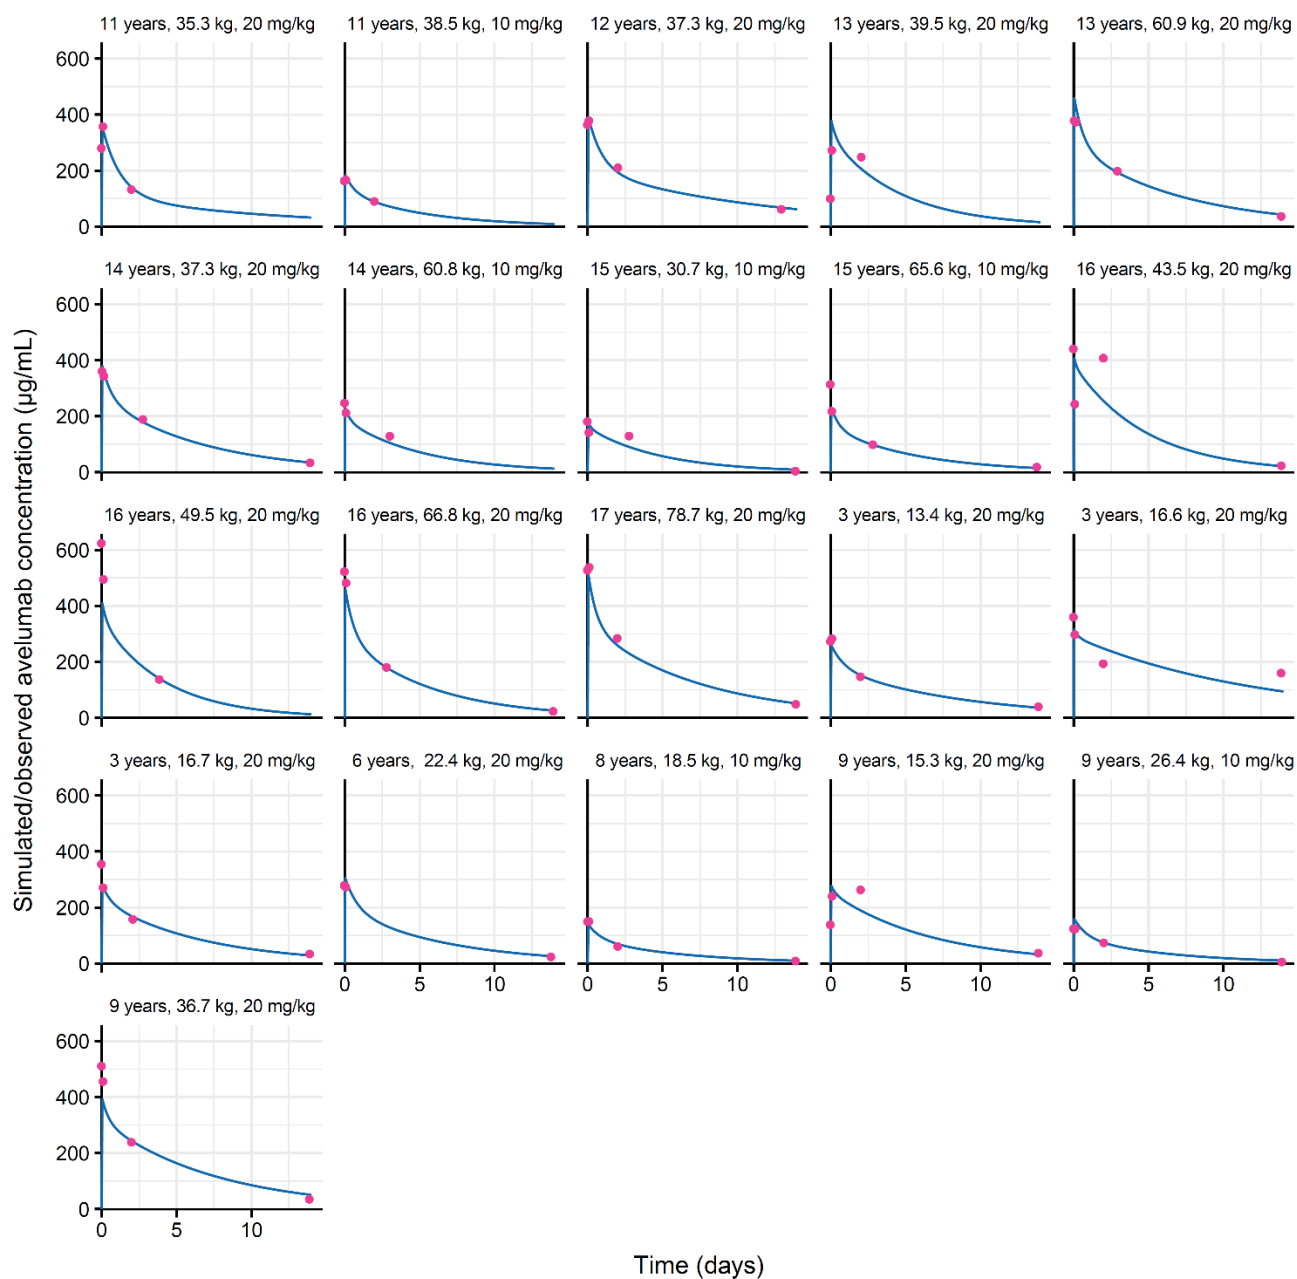 11 years, 35.3 kg, 20 mg/kg
11 years, 38.5 kg, 10 mg/kg
12 years, 37.3 kg, 20 mg/kg
13 years, 39.5 kg, 20 mg/kg
13 years, 60.9 kg, 20 mg/kg
600
400
200
0
14 years, 37.3 kg, 20 mg/kg
14 years, 60.8 kg, 10 mg/kg
15 years, 30.7 kg, 10 mg/kg
15 years, 65.6 kg, 10 mg/kg
16 years, 43.5 kg, 20 mg/kg
600
400
200
0
Simulated/observed avelumab concentration (µg/mL)
16 years, 49.5 kg, 20 mg/kg
16 years, 66.8 kg, 20 mg/kg
17 years, 78.7 kg, 20 mg/kg
3 years, 13.4 kg, 20 mg/kg
3 years, 16.6 kg, 20 mg/kg
600
400
200
0
3 years, 16.7 kg, 20 mg/kg
6 years, 22.4 kg, 20 mg/kg
8 years, 18.5 kg, 10 mg/kg
9 years, 15.3 kg, 20 mg/kg
9 years, 26.4 kg, 10 mg/kg
600
400
200
0
0 5 10
0 5 10
0 5 10
0 5 10
9 years, 36.7 kg, 20 mg/kg
600
400
200
0
0 5 10
Time (days)